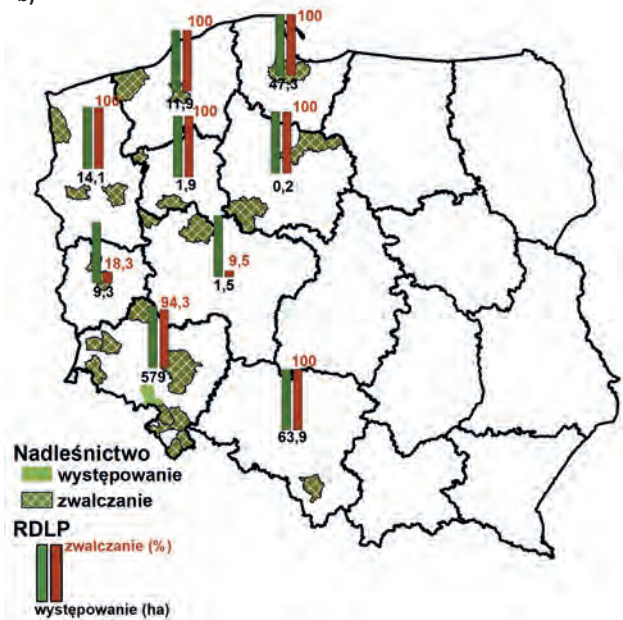 b)
100
100
11,9
47,3
100
100
100
14,1
1,9
0,2
18,3
9,3
9,5
1,5
94,3
579
100
63,9
Nadleśnictwo
występowanie
zwalczanie
RDLP
zwalczanie (%)
występowanie (ha)